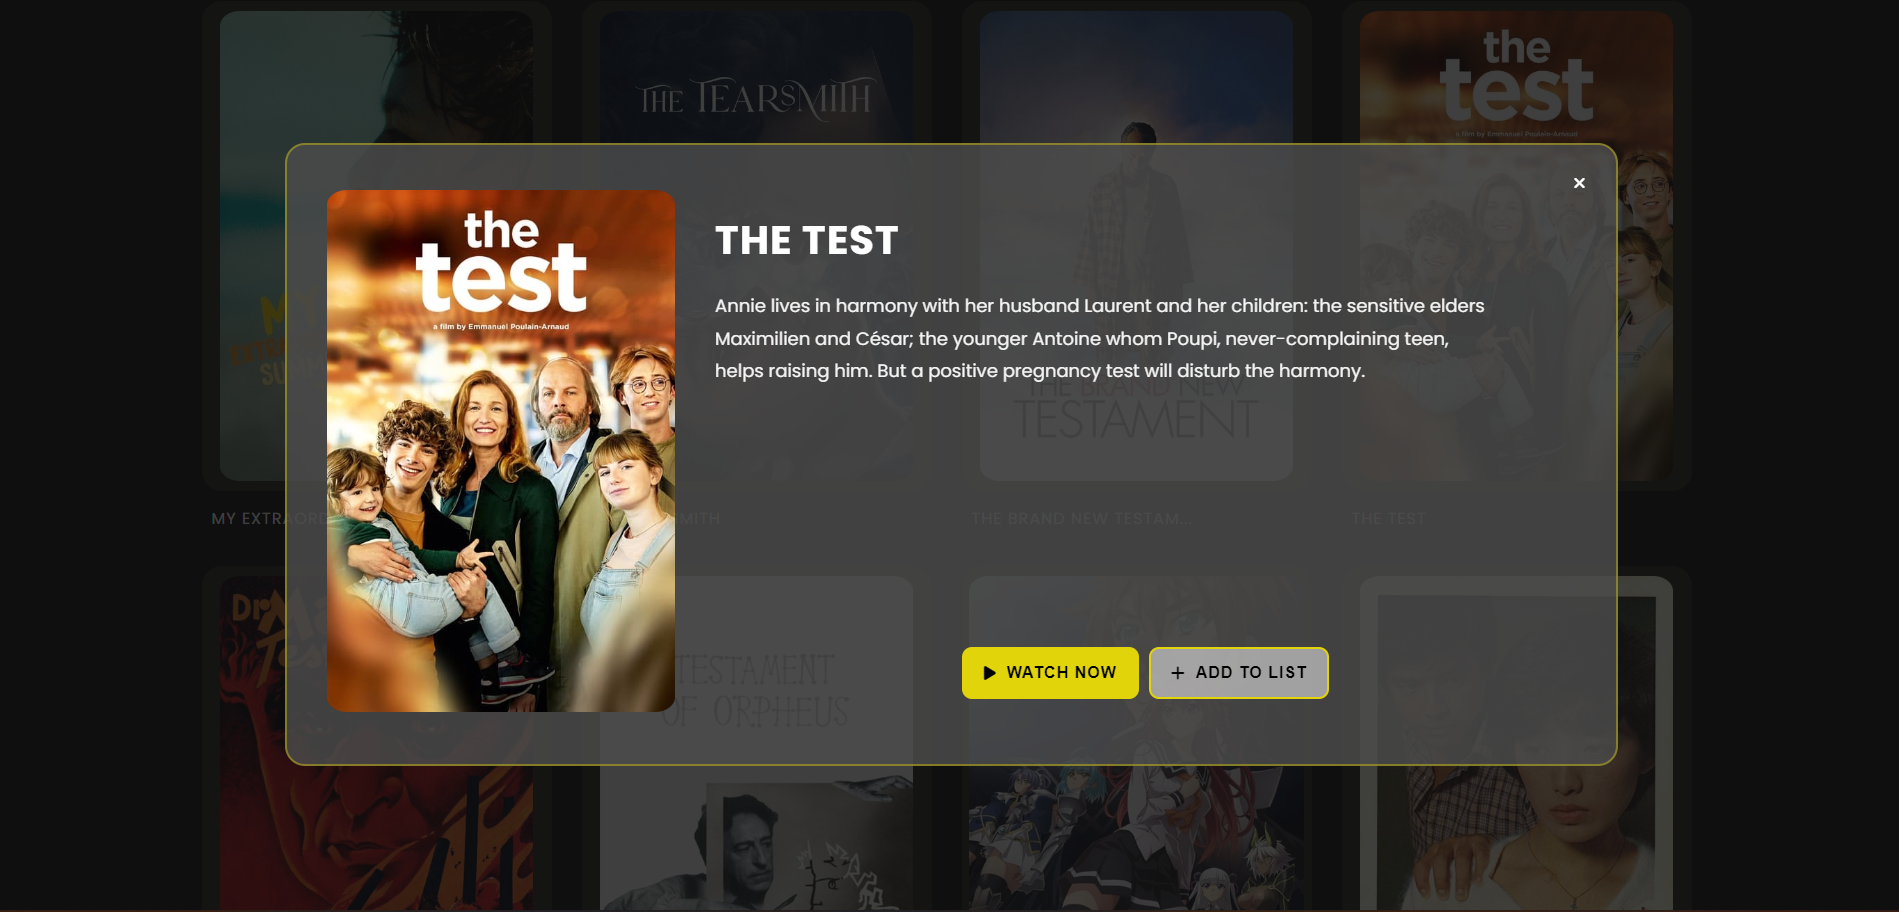 THE TEARSMITH
the
test
a film by Emmanuel Poulain-Arnaud
×
the
test
a film by Emmanuel Poulain-Arnaud
THE TEST
Annie lives in harmony with her husband Laurent and her children: the sensitive elders
Maximilien and César; the younger Antoine whom Poupi, never-complaining teen,
helps raising him. But a positive pregnancy test will disturb the harmony.
MY
SUMM
THE BRAND NEW
TESTAMENT
MY EXTRAORD
SMITH
THE BRAND NEW TESTAM...
THE TEST
TESTAMENT
OF ORPHEUS
WATCH NOW
+ ADD TO LIST